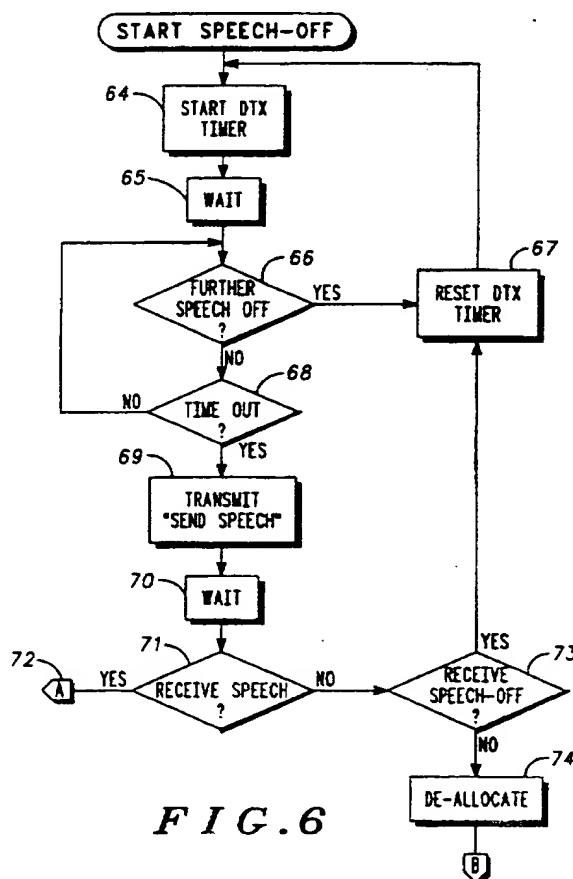 START SPEECH-OFF
64
START DTX
TIMER
65
WAIT
66
FURTHER
SPEECH OFF
?
YES
67
RESET DTX
TIMER
NO
68
NO
TIME OUT
?
YES
69
TRANSMIT
"SEND SPEECH"
70
WAIT
71
72
A
YES
RECEIVE SPEECH
?
NO
YES
73
RECEIVE
SPEECH-OFF
?
NO
74
DE-ALLOCATE
B
FIG.6